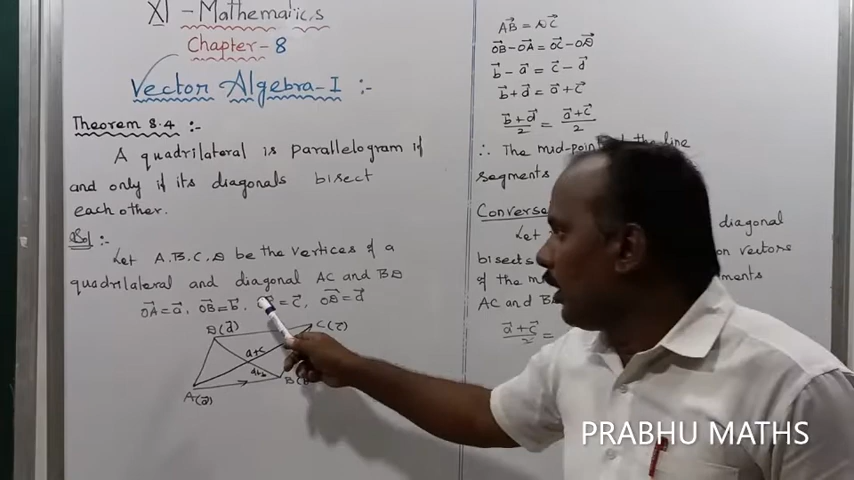 XI - Mathematics
Chapter - 8
Vector Algebra-I :-
Theorem 8.4 :-
A quadrilateral is parallelogram if
and only if its diagonals bisect
each other.
Sol :-
Let A.B.C.D be the vertices of a
quadrilateral and diagonal AC and BD
OA⃗ = a⃗, OB⃗ = b⃗, = c⃗, OD⃗ = d⃗
D(d⃗)
C(c⃗)
a+c
A(a⃗)
B(
AB⃗ = DC⃗
OB⃗ - OA⃗ = OC⃗ - OD⃗
b⃗ - a⃗ = c⃗ - d⃗
b⃗ + d⃗ = a⃗ + c⃗
(b⃗ + d⃗)/2 = (a⃗ + c⃗)/2
∴ The mid-point the line
segments
Converse
Let diagonal
bisects on vectors
of the
AC and
(a⃗ + c⃗)/2 =
PRABHU MATHS